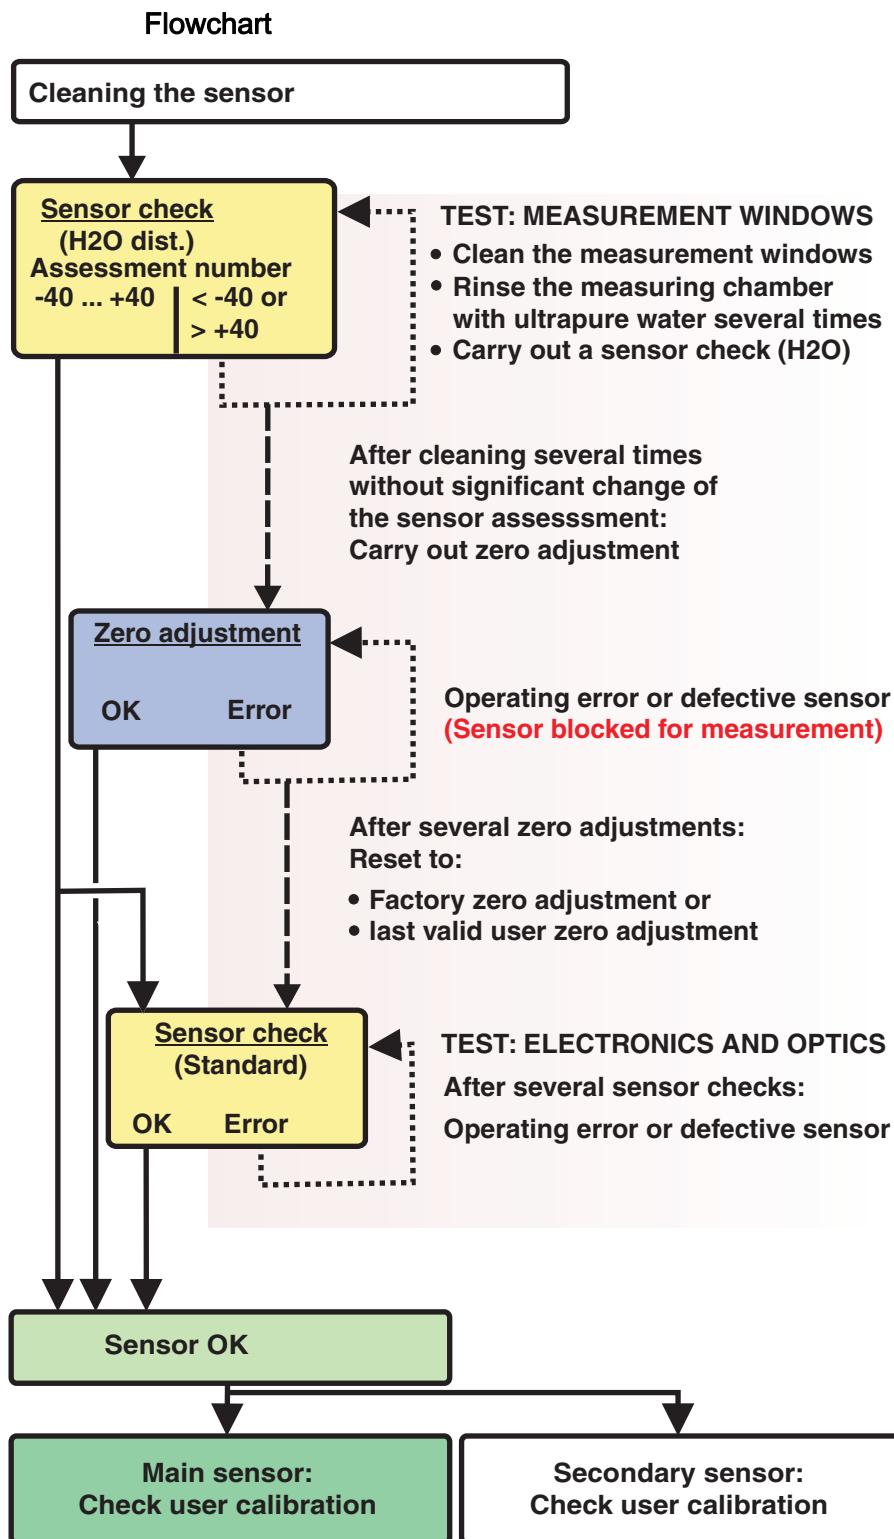 Flowchart
Cleaning the sensor
Sensor check
(H2O dist.)
Assessment number
-40 ... +40
< -40 or
> +40
TEST: MEASUREMENT WINDOWS
• Clean the measurement windows
• Rinse the measuring chamber
with ultrapure water several times
• Carry out a sensor check (H2O)
After cleaning several times
without significant change of
the sensor assesssment:
Carry out zero adjustment
Zero adjustment
OK Error
Operating error or defective sensor
(Sensor blocked for measurement)
After several zero adjustments:
Reset to:
• Factory zero adjustment or
• last valid user zero adjustment
Sensor check
(Standard)
OK Error
TEST: ELECTRONICS AND OPTICS
After several sensor checks:
Operating error or defective sensor
Sensor OK
Main sensor:
Check user calibration
Secondary sensor:
Check user calibration